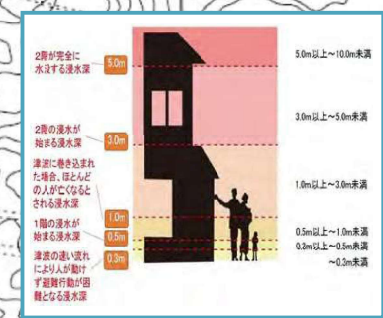 2階が完全に
水没する浸水深
5.0m
2階の浸水が
始まる浸水深
3.0m
津波に巻き込まれ
た場合、ほとんど
の人が亡くなると
される浸水深
1.0m
1階の浸水が
始まる浸水深
0.5m
津波の速い流れ
により人が動け
ず避難行動が困
難となる浸水深
0.3m
5.0m以上～10.0m未満
3.0m以上～5.0m未満
1.0m以上～3.0m未満
0.5m以上～1.0m未満
0.3m以上～0.5m未満
～0.3m未満